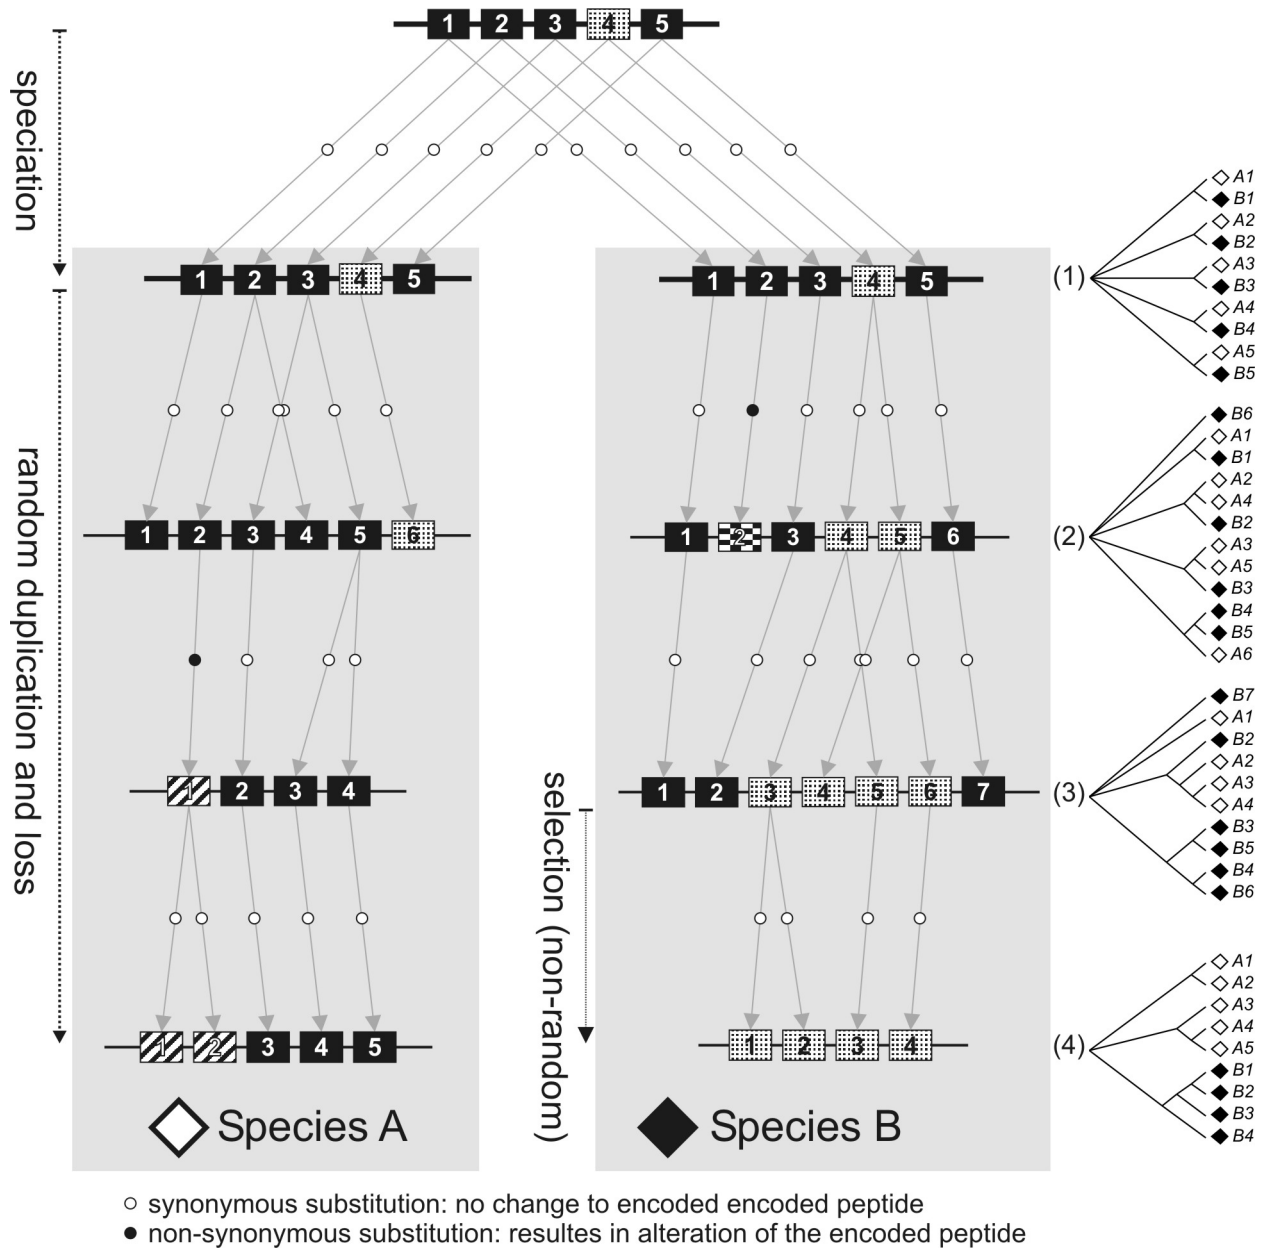 1 2 3 4 5
speciation
1 2 3 4 5
1 2 3 4 5
(1)
A1
B1
A2
B2
A3
B3
A4
B4
A5
B5
random duplication and loss
1 2 3 4 5 6
1 2 3 4 5 6
(2)
B6
A1
B1
A2
A4
B2
A3
A5
B3
B4
B5
A6
1 2 3 4
1 2 3 4 5 6 7
(3)
B7
A1
B2
A2
A3
A4
B3
B5
B4
B6
selection (non-random)
1 2 3 4 5
1 2 3 4
(4)
A1
A2
A3
A4
A5
B1
B2
B3
B4
Species A
Species B
synonymous substitution: no change to encoded encoded peptide
non-synonymous substitution: resultes in alteration of the encoded peptide